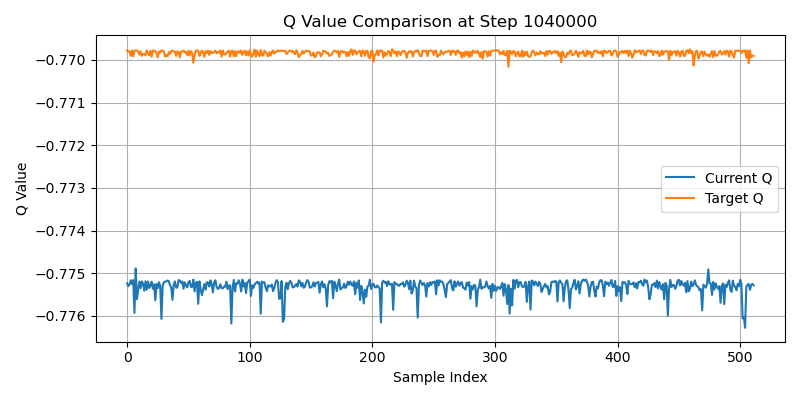 Q Value Comparison at Step 1040000
−0.770
−0.771
−0.772
−0.773
−0.774
−0.775
−0.776
Q Value
Current Q
Target Q
0 100 200 300 400 500
Sample Index